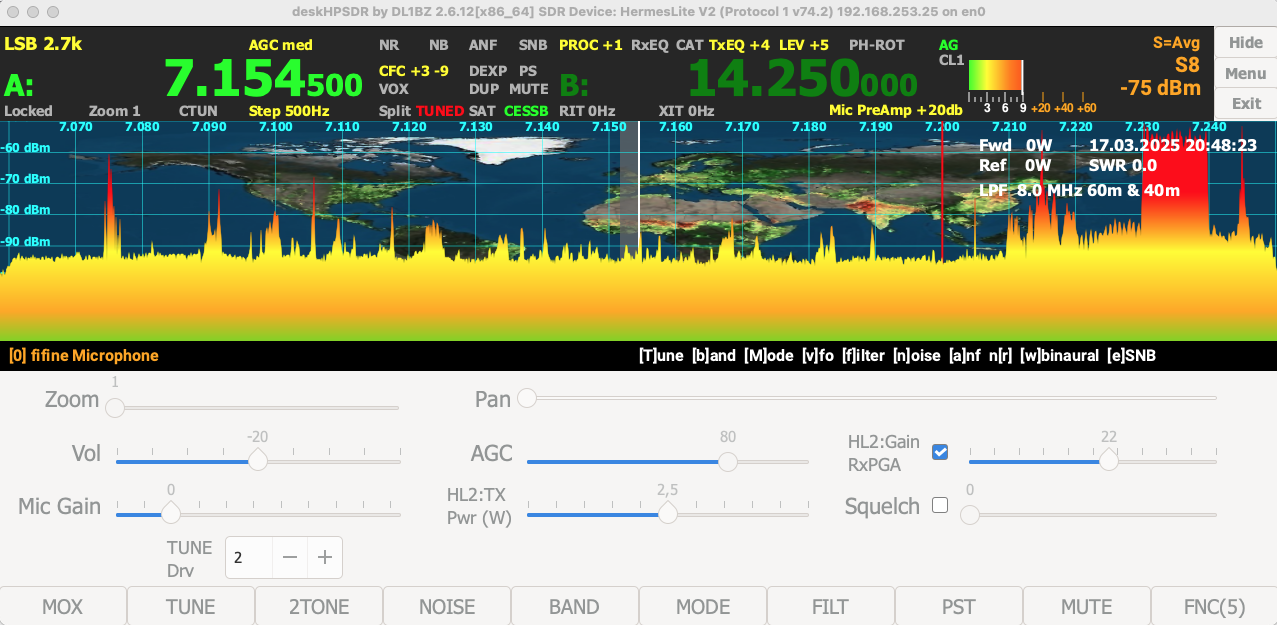 deskHPSDR by DL1BZ 2.6.12[x86_64] SDR Device: HermesLite V2 (Protocol 1 v74.2) 192.168.253.25 on en0
LSB 2.7k AGC med NR NB ANF SNB PROC +1 RxEQ CAT TxEQ +4 LEV +5 PH-ROT AG S=Avg Hide
A: 7.154500 CFC +3 -9 DEXP PS B: 14.250000 CL1 S8 Menu
VOX DUP MUTE -75 dBm
3 6 9 +20 +40 +60 Exit
Locked Zoom 1 CTUN Step 500Hz Split TUNED SAT CESSB RIT 0Hz XIT 0Hz Mic PreAmp +20db
7.070 7.080 7.090 7.100 7.110 7.120 7.130 7.140 7.150 7.160 7.170 7.180 7.190 7.200 7.210 7.220 7.230 7.240
-60 dBm Fwd 0W 17.03.2025 20:48:23
Ref 0W SWR 0.0
-70 dBm
LPF 8.0 MHz 60m & 40m
-80 dBm
-90 dBm
[0] fifine Microphone [T]une [b]and [M]ode [v]fo [f]ilter [n]oise [a]nf n[r] [w]binaural [e]SNB
Zoom 1 Pan
Vol -20 AGC 80 HL2:Gain RxPGA 22
Mic Gain 0 HL2:TX Pwr (W) 2,5 Squelch 0
TUNE Drv 2 − +
MOX TUNE 2TONE NOISE BAND MODE FILT PST MUTE FNC(5)